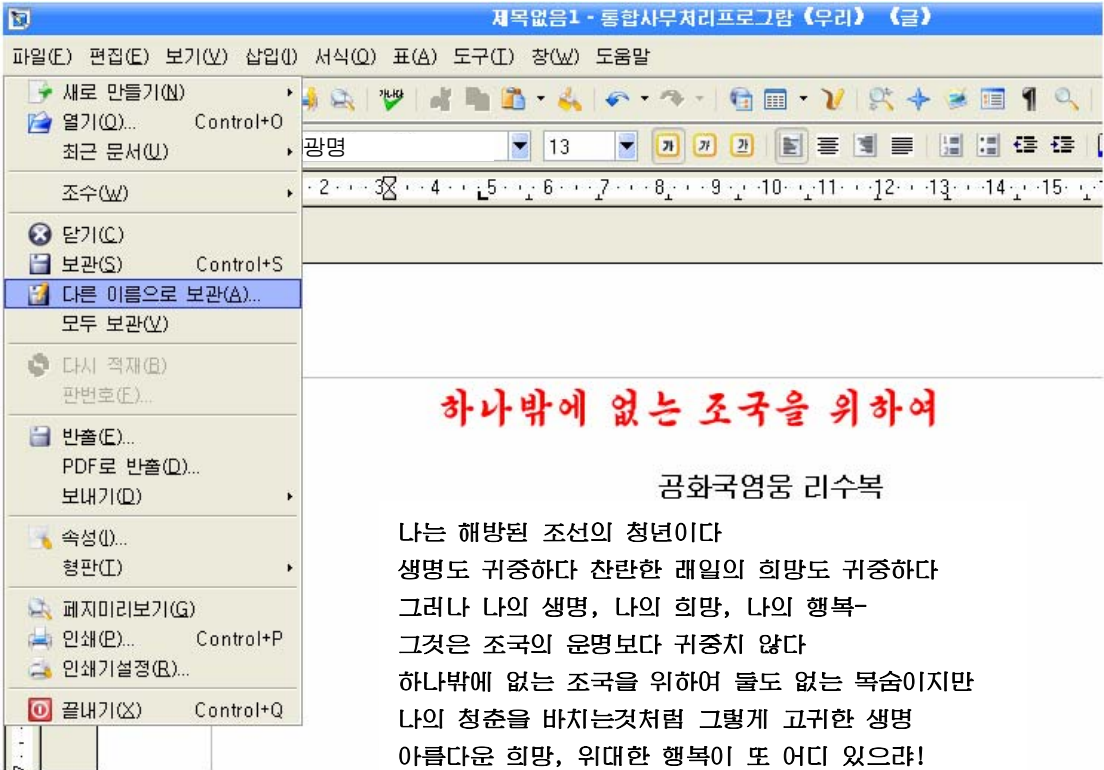 제목없음1 - 통합사무처리프로그람《우리》 《글》
파일(F) 편집(E) 보기(V) 삽입(I) 서식(O) 표(A) 도구(T) 창(W) 도움말
새로 만들기(N)
열기(O)... Control+O
최근 문서(U)
조수(W)
닫기(C)
보관(S) Control+S
다른 이름으로 보관(A)...
모두 보관(V)
다시 적재(B)
판번호(F)...
반출(E)...
PDF로 반출(D)...
보내기(D)
속성(I)...
형판(T)
페지미리보기(G)
인쇄(P)... Control+P
인쇄기설정(R)...
끝내기(X) Control+Q
가나다
광명 13 가 가 가
2 3 4 5 6 7 8 9 10 11 12 13 14 15
하나밖에 없는 조국을 위하여
공화국영웅 리수복
나는 해방된 조선의 청년이다
생명도 귀중하다 찬란한 래일의 희망도 귀중하다
그러나 나의 생명, 나의 희망, 나의 행복-
그것은 조국의 운명보다 귀중치 않다
하나밖에 없는 조국을 위하여 둘도 없는 목숨이지만
나의 청춘을 바치는것처럼 그렇게 고귀한 생명
아름다운 희망, 위대한 행복이 또 어디 있으랴!